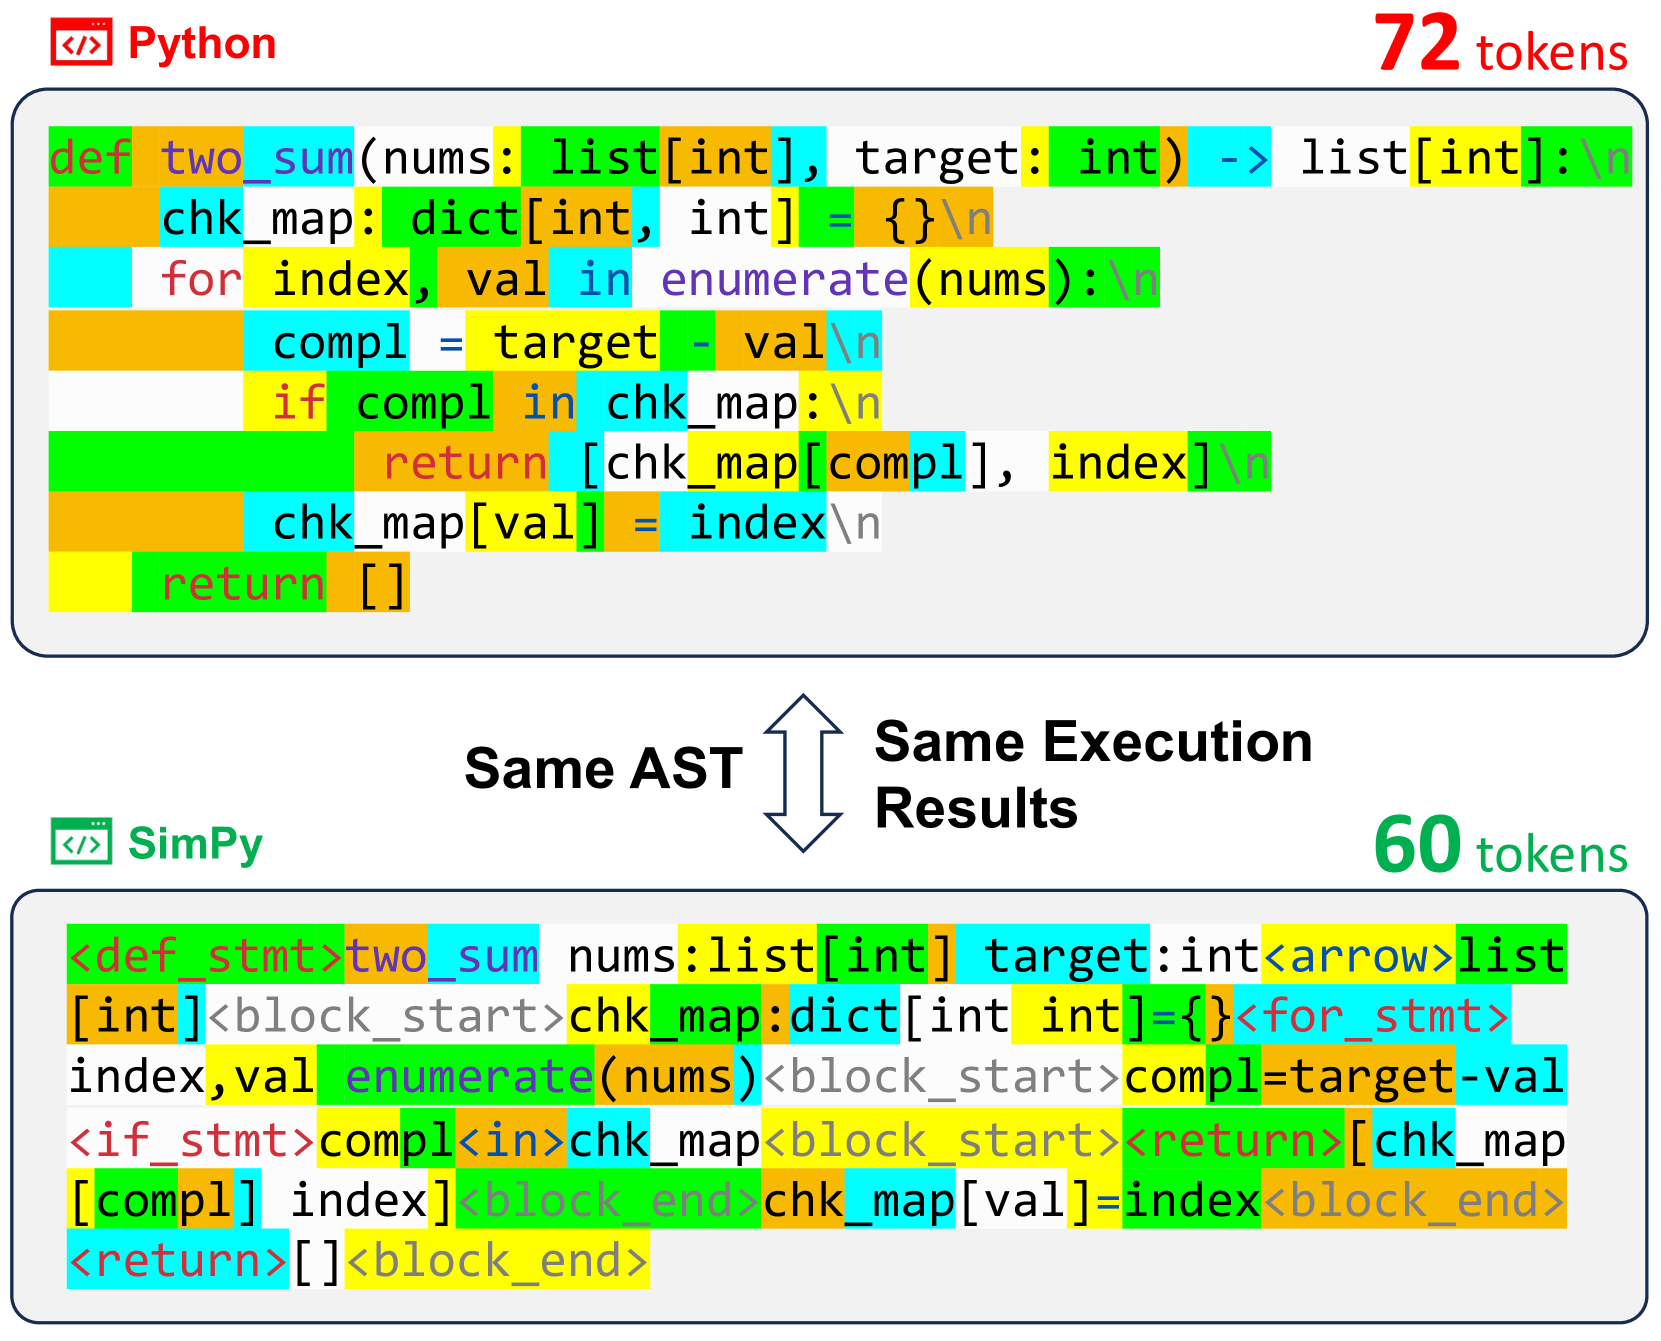 Python
72 tokens
def two_sum(nums: list[int], target: int) -> list[int]:\n
    chk_map: dict[int, int] = {}\n
    for index, val in enumerate(nums):\n
        compl = target - val\n
        if compl in chk_map:\n
            return [chk_map[compl], index]\n
        chk_map[val] = index\n
    return []
Same AST
Same Execution
Results
SimPy
60 tokens
<def_stmt>two_sum nums:list[int] target:int<arrow>list
[int]<block_start>chk_map:dict[int int]={}<for_stmt>
index,val enumerate(nums)<block_start>compl=target-val
<if_stmt>compl<in>chk_map<block_start><return>[chk_map
[compl] index]<block_end>chk_map[val]=index<block_end>
<return>[]<block_end>